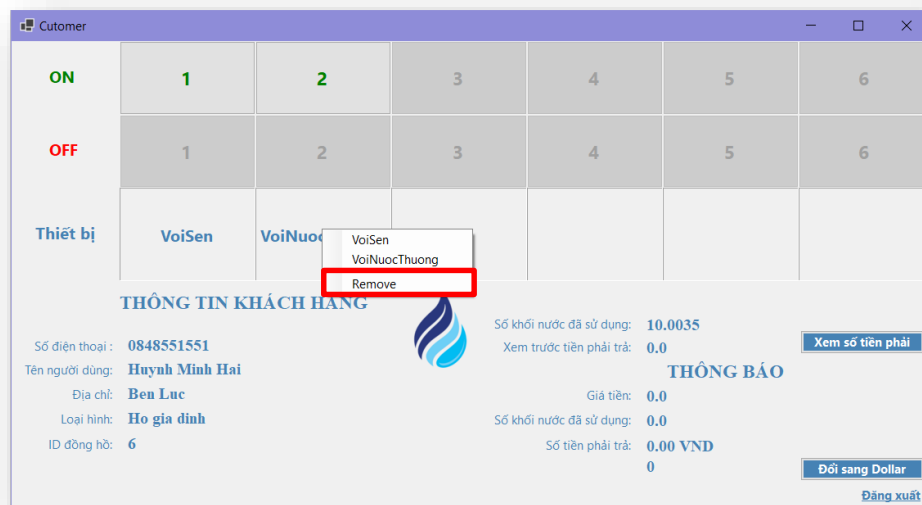 Cutomer
ON 1 2 3 4 5 6
OFF 1 2 3 4 5 6
Thiết bị VoiSen
VoiSen
VoiNuocThuong
Remove
THÔNG TIN KHÁCH HÀNG
Số điện thoại : 0848551551
Tên người dùng: Huynh Minh Hai
Địa chỉ: Ben Luc
Loại hình: Ho gia dinh
ID đồng hồ: 6
Số khối nước đã sử dụng: 10.0035
Xem trước tiền phải trả: 0.0
Xem số tiền phải
THÔNG BÁO
Giá tiền: 0.0
Số khối nước đã sử dụng: 0.0
Số tiền phải trả: 0.00 VND
0
Đổi sang Dollar
Đăng xuất